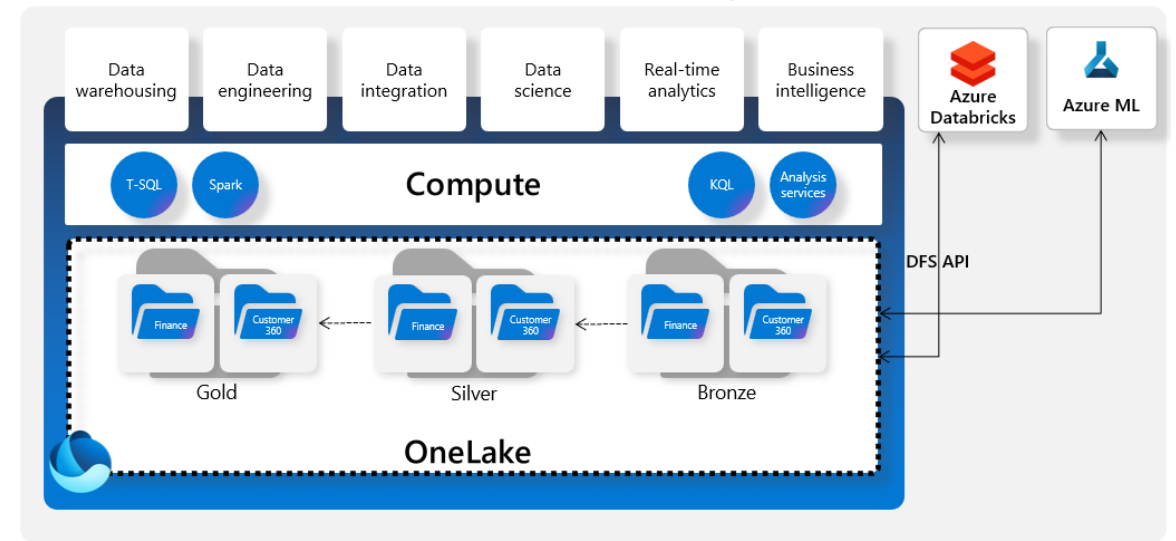 Data
warehousing
Data
engineering
Data
integration
Data
science
Real-time
analytics
Business
intelligence
Azure
Databricks
Azure ML
T-SQL
Spark
Compute
KQL
Analysis
services
DFS API
Finance
Customer
360
Finance
Customer
360
Finance
Customer
360
Gold
Silver
Bronze
OneLake